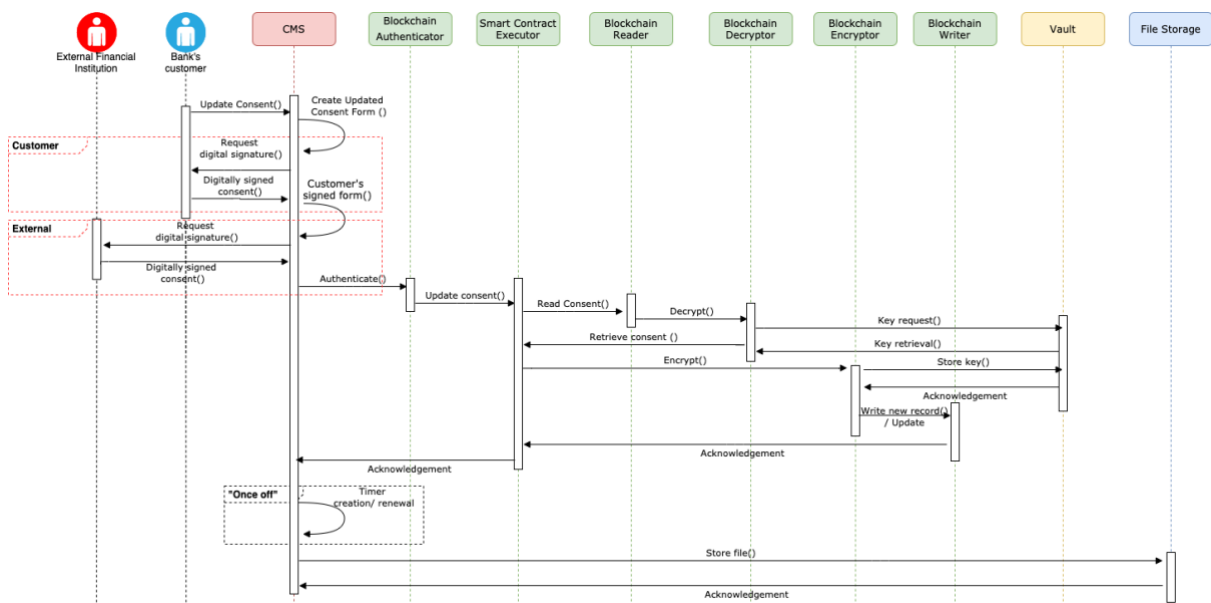 External Financial
Institution
Bank's
customer
CMS
Blockchain
Authenticator
Smart Contract
Executor
Blockchain
Reader
Blockchain
Decryptor
Blockchain
Encryptor
Blockchain
Writer
Vault
File Storage
Update Consent()
Create Updated
Consent Form ()
Customer
Request
digital signature()
Digitally signed
consent()
Customer's
signed form()
External
Request
digital signature()
Digitally signed
consent()
Authenticate()
Update consent()
Read Consent()
Decrypt()
Key request()
Retrieve consent ()
Key retrieval()
Encrypt()
Store key()
Acknowledgement
Write new record()
/ Update
Acknowledgement
Acknowledgement
"Once off"
Timer
creation/ renewal
Store file()
Acknowledgement